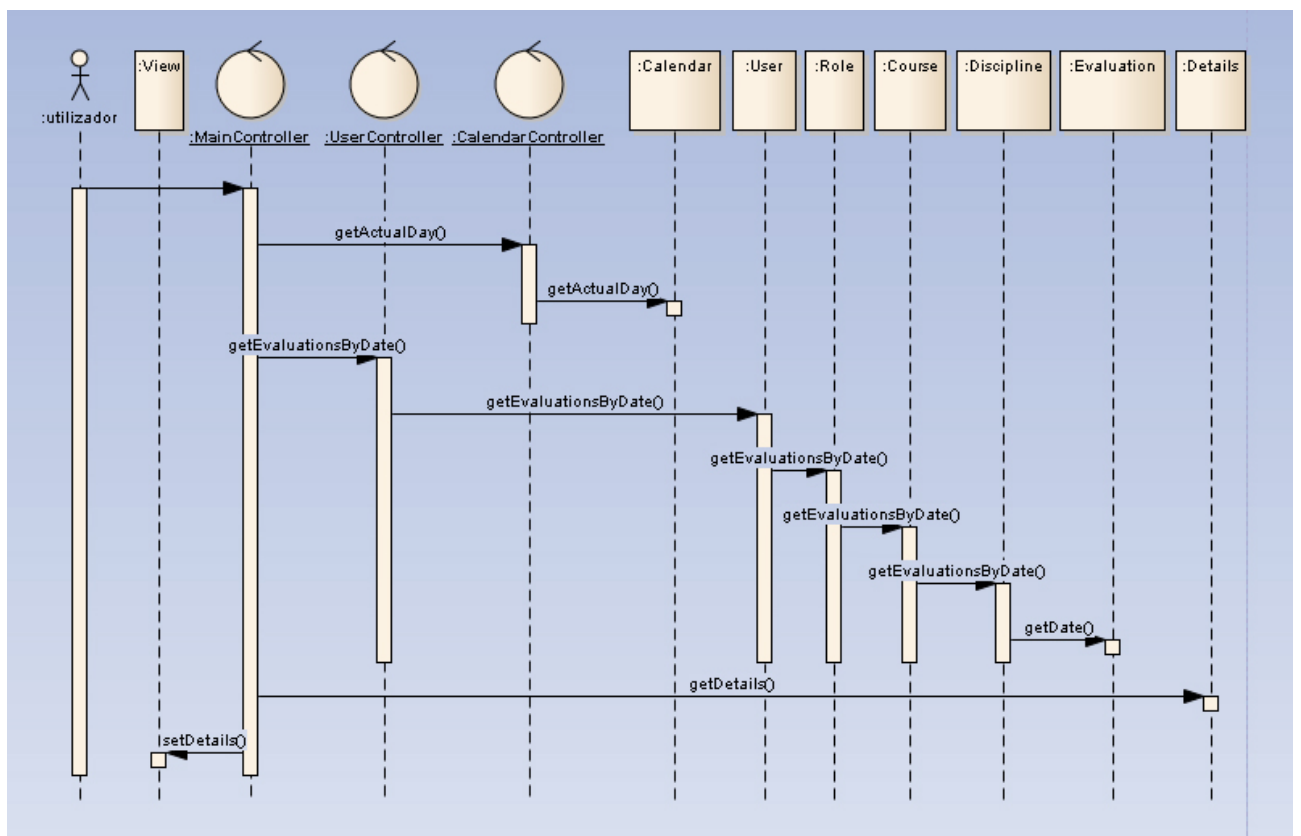 :utilizador
:View
:MainController
:UserController
:CalendarController
:Calendar
:User
:Role
:Course
:Discipline
:Evaluation
:Details
getActualDay()
getActualDay()
getEvaluationsByDate()
getEvaluationsByDate()
getEvaluationsByDate()
getEvaluationsByDate()
getEvaluationsByDate()
getDate()
getDetails()
setDetails()